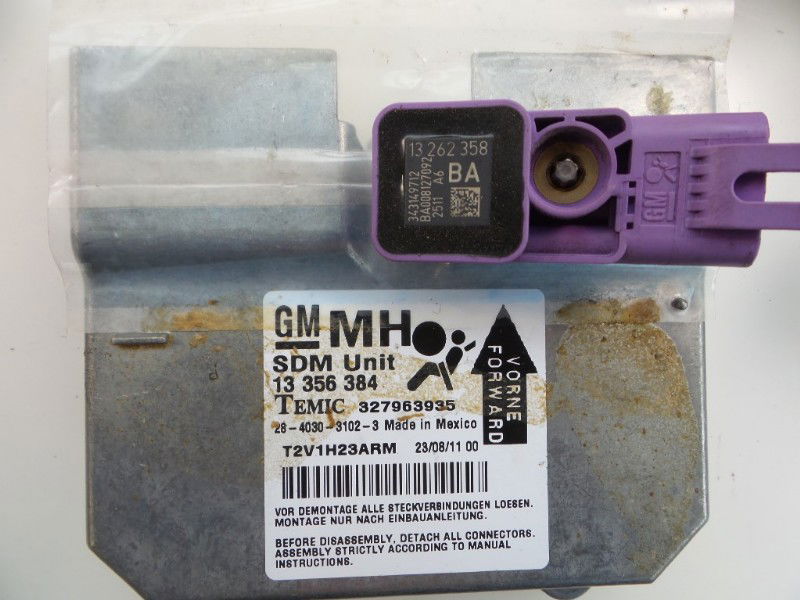 13 262 358
BA
A6
343149712
BA008127092
2511
GM
GM MH
SDM Unit
13 356 384
TEMIC 327963935
28-4030-3102-3 Made in Mexico
T2V1H23ARM 23/08/11 00
VORNE
FORWARD
VOR DEMONTAGE ALLE STECKVERBINDUNGEN LOESEN.
MONTAGE NUR NACH EINBAUANLEITUNG.
BEFORE DISASSEMBLY, DETACH ALL CONNECTORS.
ASSEMBLY STRICTLY ACCORDING TO MANUAL
INSTRUCTIONS.